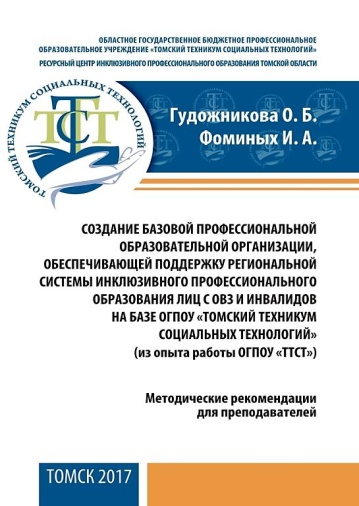 ОБЛАСТНОЕ ГОСУДАРСТВЕННОЕ БЮДЖЕТНОЕ ПРОФЕССИОНАЛЬНОЕ
ОБРАЗОВАТЕЛЬНОЕ УЧРЕЖДЕНИЕ «ТОМСКИЙ ТЕХНИКУМ СОЦИАЛЬНЫХ ТЕХНОЛОГИЙ»
РЕСУРСНЫЙ ЦЕНТР ИНКЛЮЗИВНОГО ПРОФЕССИОНАЛЬНОГО ОБРАЗОВАНИЯ ТОМСКОЙ ОБЛАСТИ
ТОМСКИЙ ТЕХНИКУМ СОЦИАЛЬНЫХ ТЕХНОЛОГИЙ
ТТСТ
Гудожникова О. Б.
Фоминых И. А.
СОЗДАНИЕ БАЗОВОЙ ПРОФЕССИОНАЛЬНОЙ
ОБРАЗОВАТЕЛЬНОЙ ОРГАНИЗАЦИИ,
ОБЕСПЕЧИВАЮЩЕЙ ПОДДЕРЖКУ РЕГИОНАЛЬНОЙ
СИСТЕМЫ ИНКЛЮЗИВНОГО ПРОФЕССИОНАЛЬНОГО
ОБРАЗОВАНИЯ ЛИЦ С ОВЗ И ИНВАЛИДОВ
НА БАЗЕ ОГПОУ «ТОМСКИЙ ТЕХНИКУМ
СОЦИАЛЬНЫХ ТЕХНОЛОГИЙ»
(из опыта работы ОГПОУ «ТТСТ»)
Методические рекомендации
для преподавателей
ТОМСК 2017